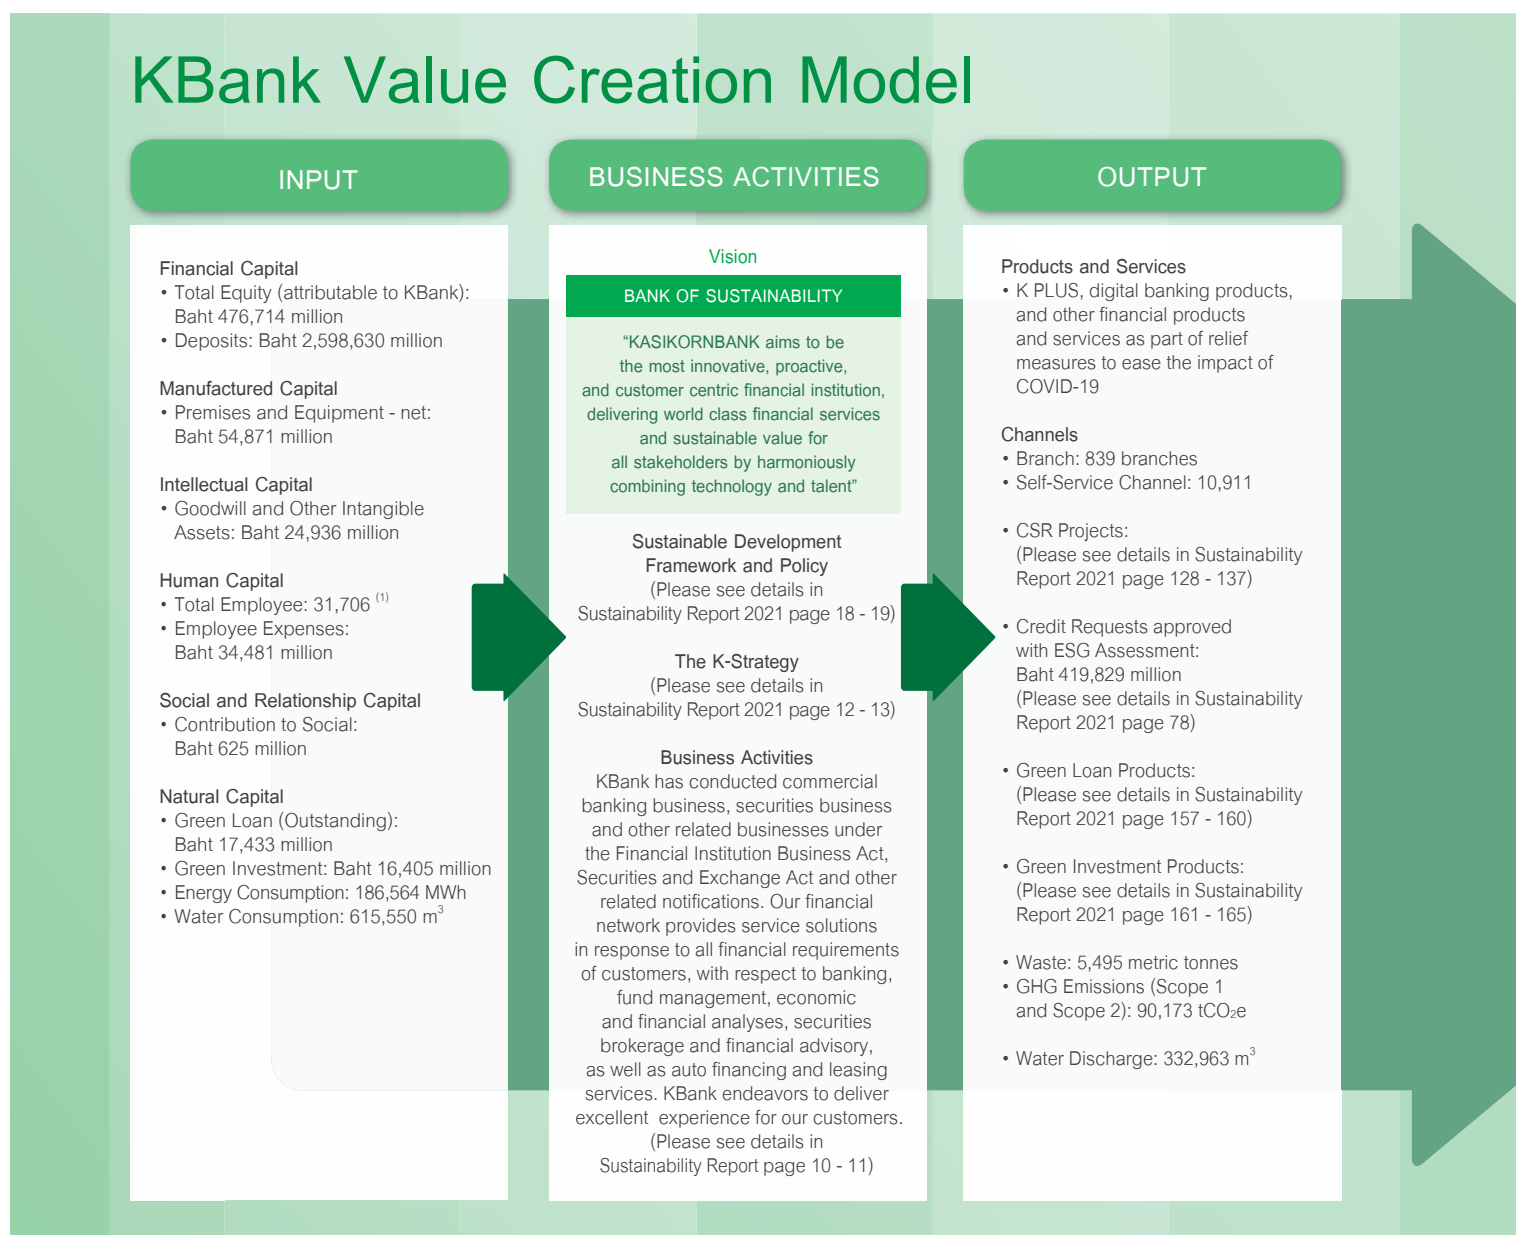 KBank Value Creation Model
INPUT
Financial Capital
• Total Equity (attributable to KBank):
Baht 476,714 million
• Deposits: Baht 2,598,630 million
Manufactured Capital
• Premises and Equipment - net:
Baht 54,871 million
Intellectual Capital
• Goodwill and Other Intangible
Assets: Baht 24,936 million
Human Capital
• Total Employee: 31,706 (1)
• Employee Expenses:
Baht 34,481 million
Social and Relationship Capital
• Contribution to Social:
Baht 625 million
Natural Capital
• Green Loan (Outstanding):
Baht 17,433 million
• Green Investment: Baht 16,405 million
• Energy Consumption: 186,564 MWh
• Water Consumption: 615,550 m³
BUSINESS ACTIVITIES
Vision
BANK OF SUSTAINABILITY
“KASIKORNBANK aims to be
the most innovative, proactive,
and customer centric financial institution,
delivering world class financial services
and sustainable value for
all stakeholders by harmoniously
combining technology and talent”
Sustainable Development
Framework and Policy
(Please see details in
Sustainability Report 2021 page 18 - 19)
The K-Strategy
(Please see details in
Sustainability Report 2021 page 12 - 13)
Business Activities
KBank has conducted commercial
banking business, securities business
and other related businesses under
the Financial Institution Business Act,
Securities and Exchange Act and other
related notifications. Our financial
network provides service solutions
in response to all financial requirements
of customers, with respect to banking,
fund management, economic
and financial analyses, securities
brokerage and financial advisory,
as well as auto financing and leasing
services. KBank endeavors to deliver
excellent experience for our customers.
(Please see details in
Sustainability Report page 10 - 11)
OUTPUT
Products and Services
• K PLUS, digital banking products,
and other financial products
and services as part of relief
measures to ease the impact of
COVID-19
Channels
• Branch: 839 branches
• Self-Service Channel: 10,911
• CSR Projects:
(Please see details in Sustainability
Report 2021 page 128 - 137)
• Credit Requests approved
with ESG Assessment:
Baht 419,829 million
(Please see details in Sustainability
Report 2021 page 78)
• Green Loan Products:
(Please see details in Sustainability
Report 2021 page 157 - 160)
• Green Investment Products:
(Please see details in Sustainability
Report 2021 page 161 - 165)
• Waste: 5,495 metric tonnes
• GHG Emissions (Scope 1
and Scope 2): 90,173 tCO₂e
• Water Discharge: 332,963 m³